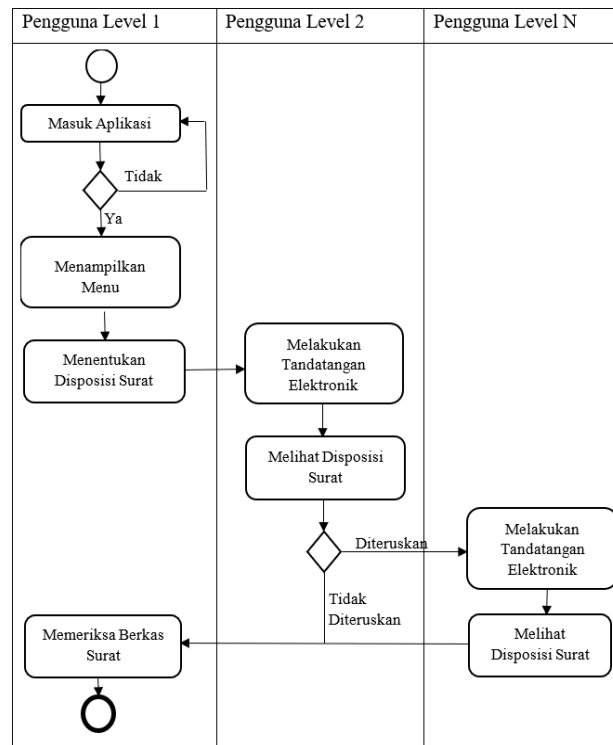 Pengguna Level 1
Pengguna Level 2
Pengguna Level N
Masuk Aplikasi
Tidak
Ya
Menampilkan
Menu
Menentukan
Disposisi Surat
Melakukan
Tandatangan
Elektronik
Melihat Disposisi
Surat
Diteruskan
Melakukan
Tandatangan
Elektronik
Tidak
Diteruskan
Melihat
Disposisi Surat
Memeriksa Berkas
Surat